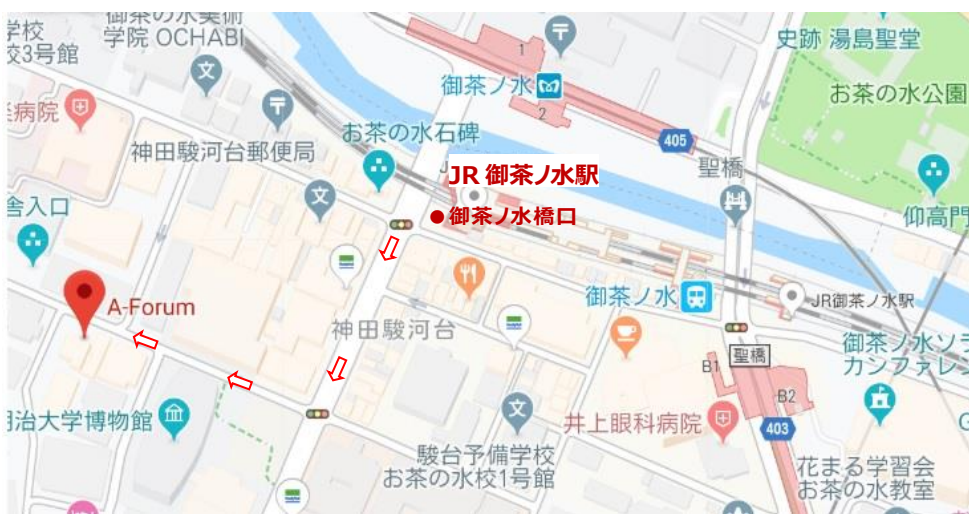 御茶の水美術
学院 OCHABI
学校
校3号館
病院
神田駿河台郵便局
お茶の水石碑
御茶ノ水
1
2
史跡 湯島聖堂
お茶の水公園
405
聖橋
仰高門
JR 御茶ノ水駅
●御茶ノ水橋口
舎入口
A-Forum
神田駿河台
御茶ノ水
JR御茶ノ水駅
聖橋
B1
B2
403
御茶ノ水ソラ
カンファレン
明治大学博物館
駿台予備学校
お茶の水校1号館
井上眼科病院
花まる学習会
お茶の水教室